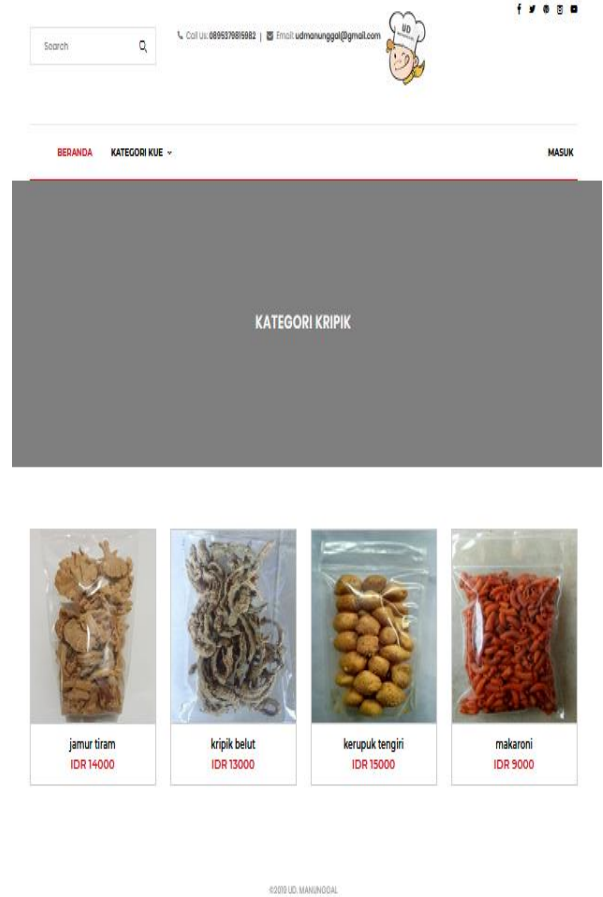 Search
Call Us: 0895379815982 | Email: udmanunggal@gmail.com
UD
BERANDA
KATEGORI KUE
MASUK
KATEGORI KRIPIK
jamur tiram
IDR 14000
kripik belut
IDR 13000
kerupuk tengiri
IDR 15000
makaroni
IDR 9000
©2019 UD. MANUNGGAL